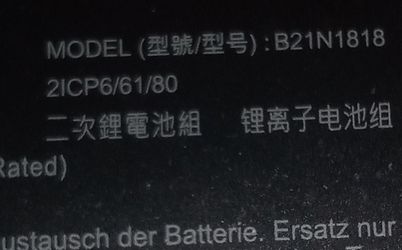 MODEL (型號/型号) : B21N1818
2ICP6/61/80
二次鋰電池組 锂离子电池组
Rated)
ustausch der Batterie. Ersatz nur